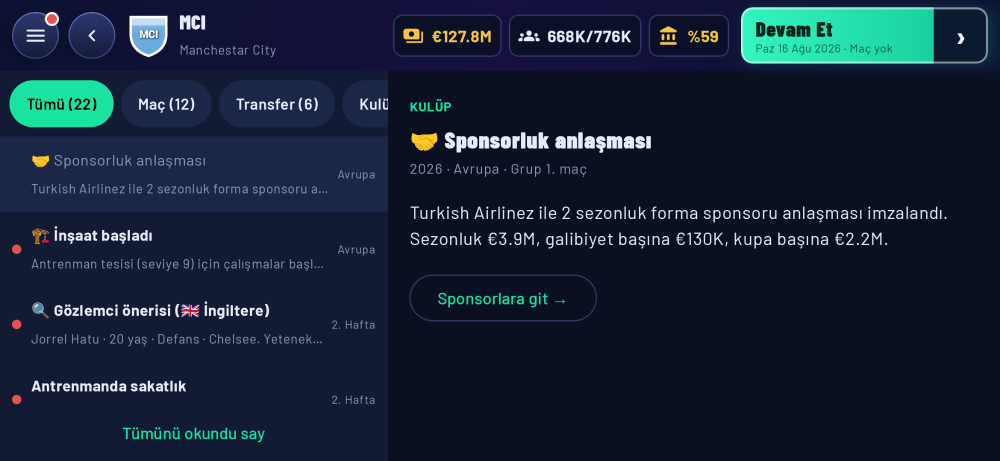 MCI
MCI
Manchestar City
€127.8M
668K/776K
%59
Devam Et
Paz 16 Ağu 2026 · Maç yok
Tümü (22)
Maç (12)
Transfer (6)
Kulü
🤝 Sponsorluk anlaşması
Turkish Airlinez ile 2 sezonluk forma sponsoru a...
Avrupa
🏗️ İnşaat başladı
Antrenman tesisi (seviye 9) için çalışmalar başl...
Avrupa
🔍 Gözlemci önerisi (🇬🇧 İngiltere)
Jorrel Hatu · 20 yaş · Defans · Chelsee. Yetenek...
2. Hafta
Antrenmanda sakatlık
2. Hafta
Tümünü okundu say
KULÜP
🤝 Sponsorluk anlaşması
2026 · Avrupa · Grup 1. maç
Turkish Airlinez ile 2 sezonluk forma sponsoru anlaşması imzalandı.
Sezonluk €3.9M, galibiyet başına €130K, kupa başına €2.2M.
Sponsorlara git →